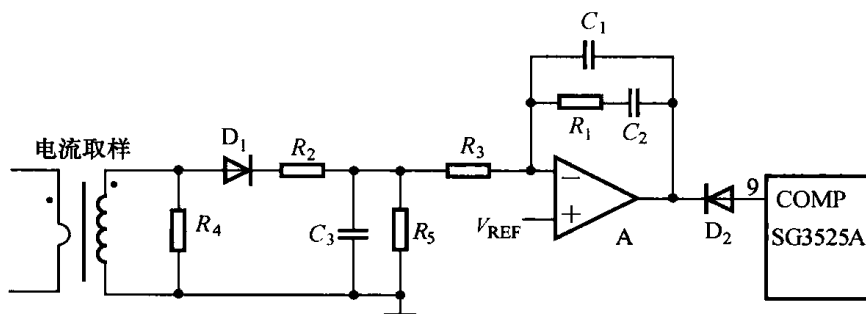 C1
R1
C2
电流取样
D1
R2
R3
R4
C3
R5
VREF
−
+
A
D2
9
COMP
SG3525A